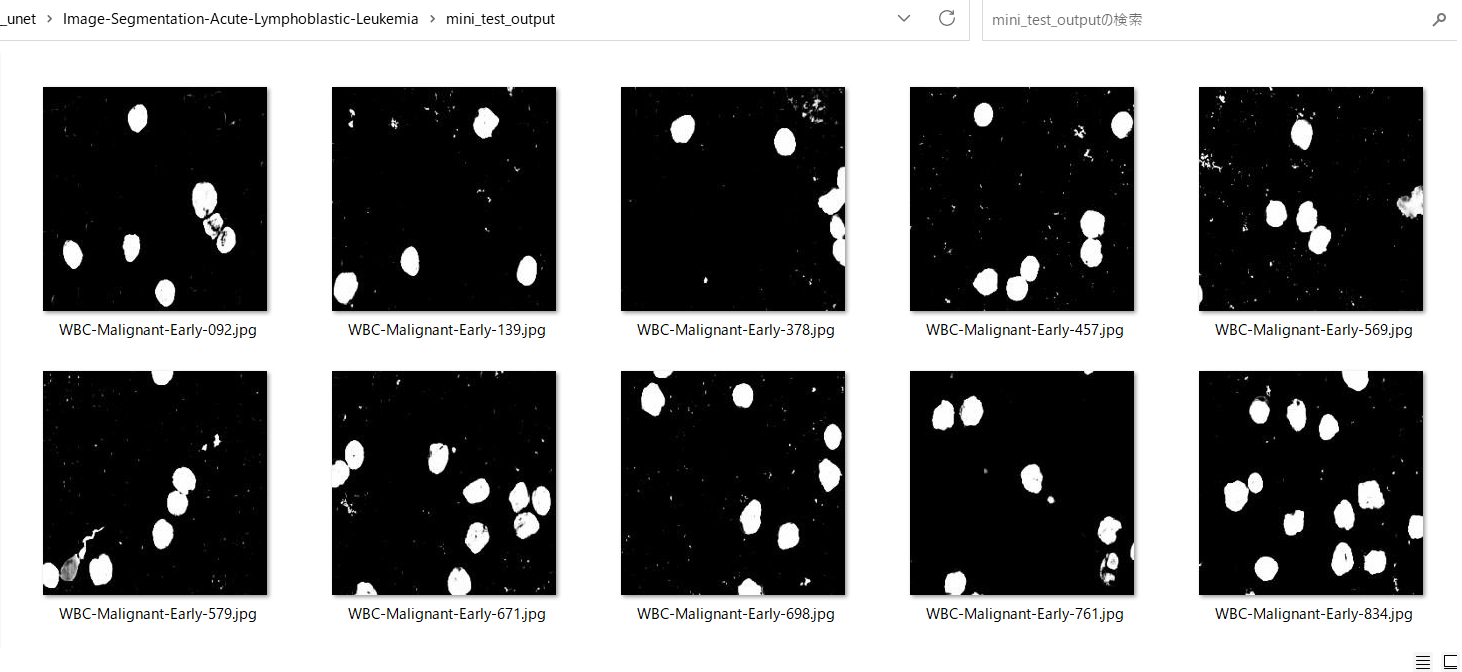 _unet › Image-Segmentation-Acute-Lymphoblastic-Leukemia › mini_test_output
mini_test_outputの検索
WBC-Malignant-Early-092.jpg
WBC-Malignant-Early-139.jpg
WBC-Malignant-Early-378.jpg
WBC-Malignant-Early-457.jpg
WBC-Malignant-Early-569.jpg
WBC-Malignant-Early-579.jpg
WBC-Malignant-Early-671.jpg
WBC-Malignant-Early-698.jpg
WBC-Malignant-Early-761.jpg
WBC-Malignant-Early-834.jpg